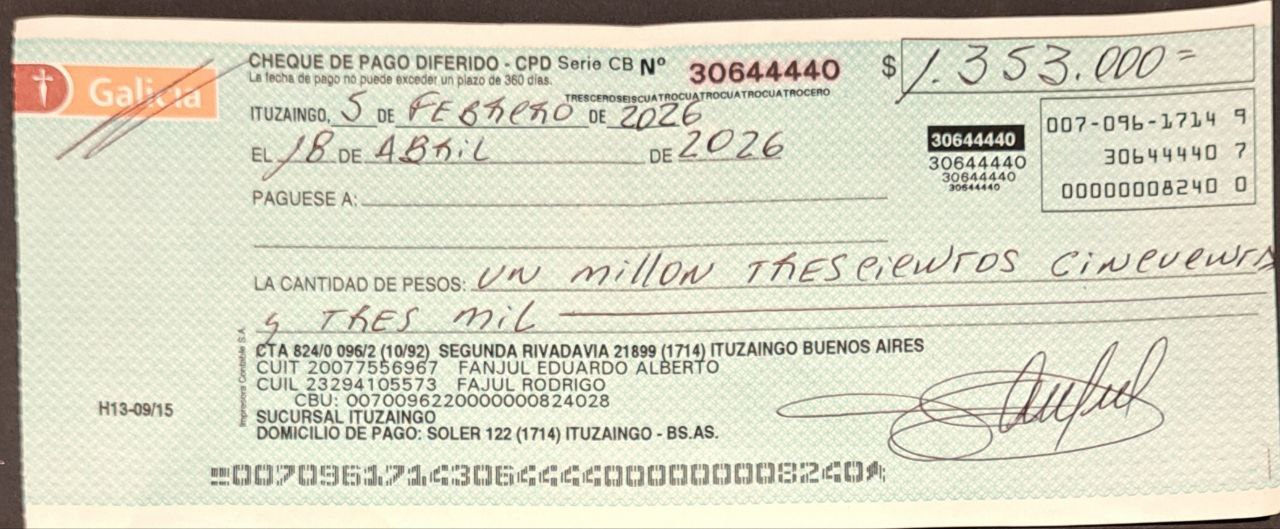 Galicia
CHEQUE DE PAGO DIFERIDO - CPD Serie CB Nº 30644440 $ 1.353.000=
La fecha de pago no puede exceder un plazo de 360 días.
TRESCEROSEISCUATROCUATROCUATROCUATROCERO
ITUZAINGO, 5 DE FEBRERO DE 2026
EL 18 DE ABRIL DE 2026
007-096-1714 9
30644440 7
00000008240 0
30644440
30644440
30644440
30644440
PAGUESE A:
LA CANTIDAD DE PESOS: UN MILLON TRESCIENTOS CINCUENTA
Y TRES MIL
CTA 824/0 096/2 (10/92) SEGUNDA RIVADAVIA 21899 (1714) ITUZAINGO BUENOS AIRES
CUIT 20077556967 FANJUL EDUARDO ALBERTO
CUIL 23294105573 FAJUL RODRIGO
CBU: 0070096220000000824028
SUCURSAL ITUZAINGO
DOMICILIO DE PAGO: SOLER 122 (1714) ITUZAINGO - BS.AS.
H13-09/15
Impresora Contable S.A.
00709617143064444000000008240